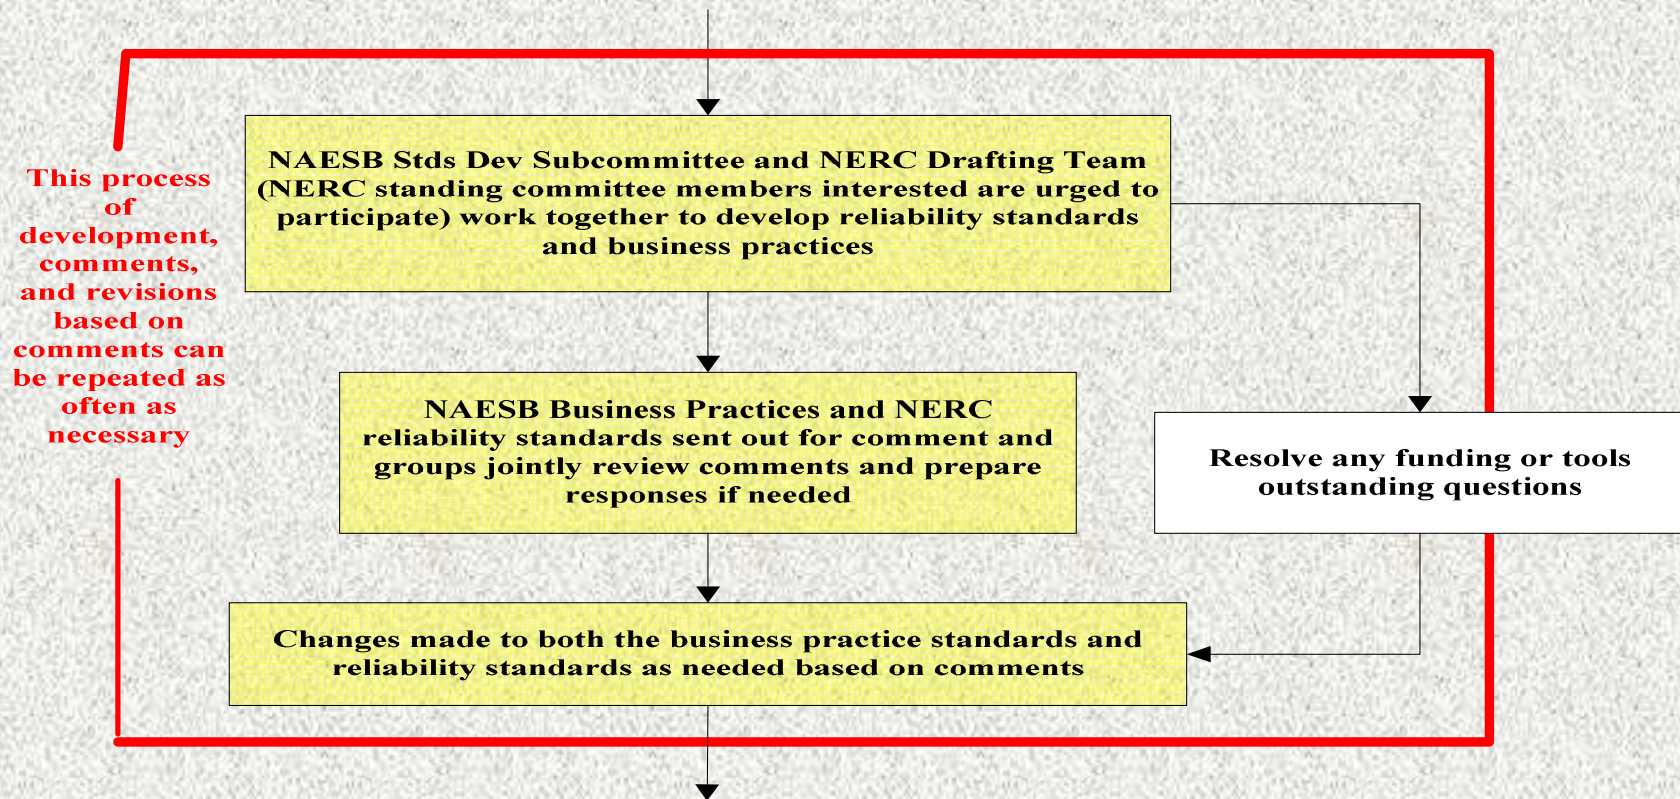 NAESB Stds Dev Subcommittee and NERC Drafting Team
(NERC standing committee members interested are urged to
participate) work together to develop reliability standards
and business practices
This process
of
development,
comments,
and revisions
based on
comments can
be repeated as
often as
necessary
NAESB Business Practices and NERC
reliability standards sent out for comment and
groups jointly review comments and prepare
responses if needed
Resolve any funding or tools
outstanding questions
Changes made to both the business practice standards and
reliability standards as needed based on comments